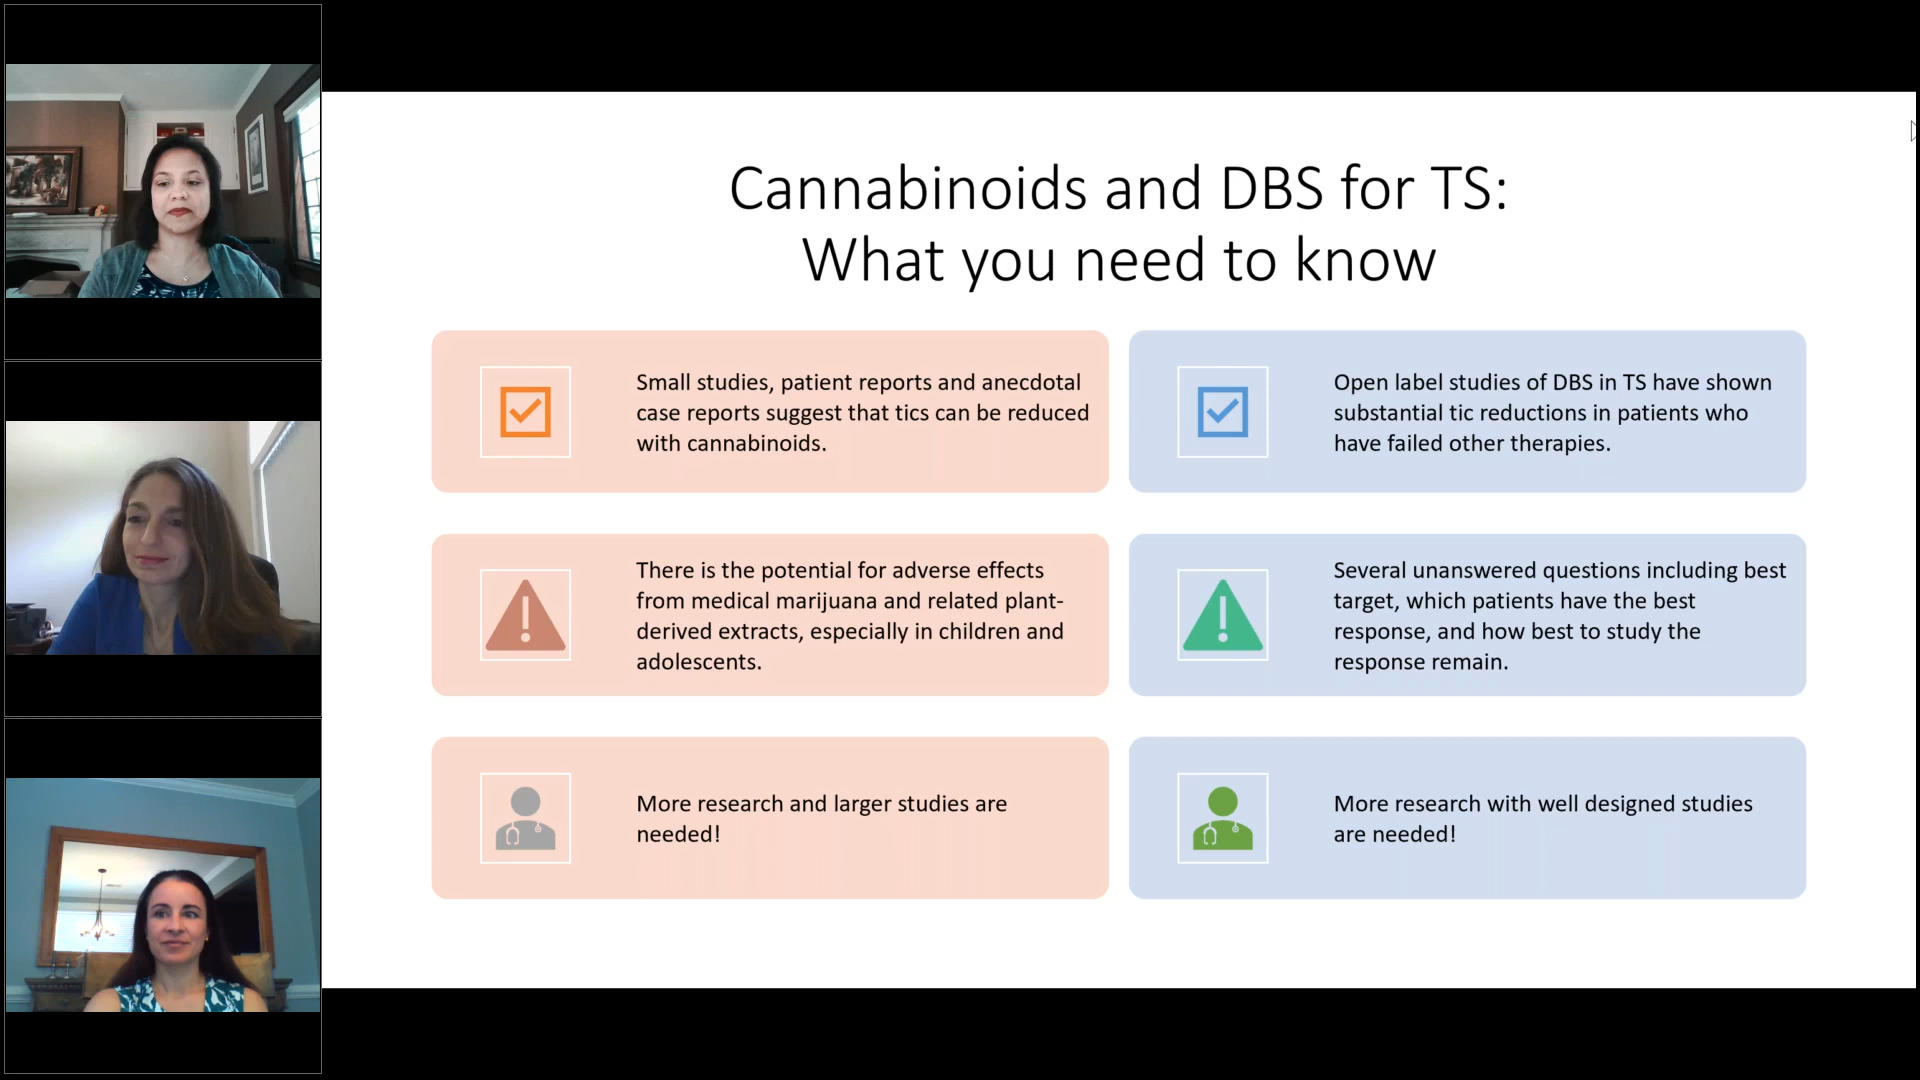 Cannabinoids and DBS for TS:
What you need to know
Small studies, patient reports and anecdotal
case reports suggest that tics can be reduced
with cannabinoids.
Open label studies of DBS in TS have shown
substantial tic reductions in patients who
have failed other therapies.
There is the potential for adverse effects
from medical marijuana and related plant-
derived extracts, especially in children and
adolescents.
Several unanswered questions including best
target, which patients have the best
response, and how best to study the
response remain.
More research and larger studies are
needed!
More research with well designed studies
are needed!